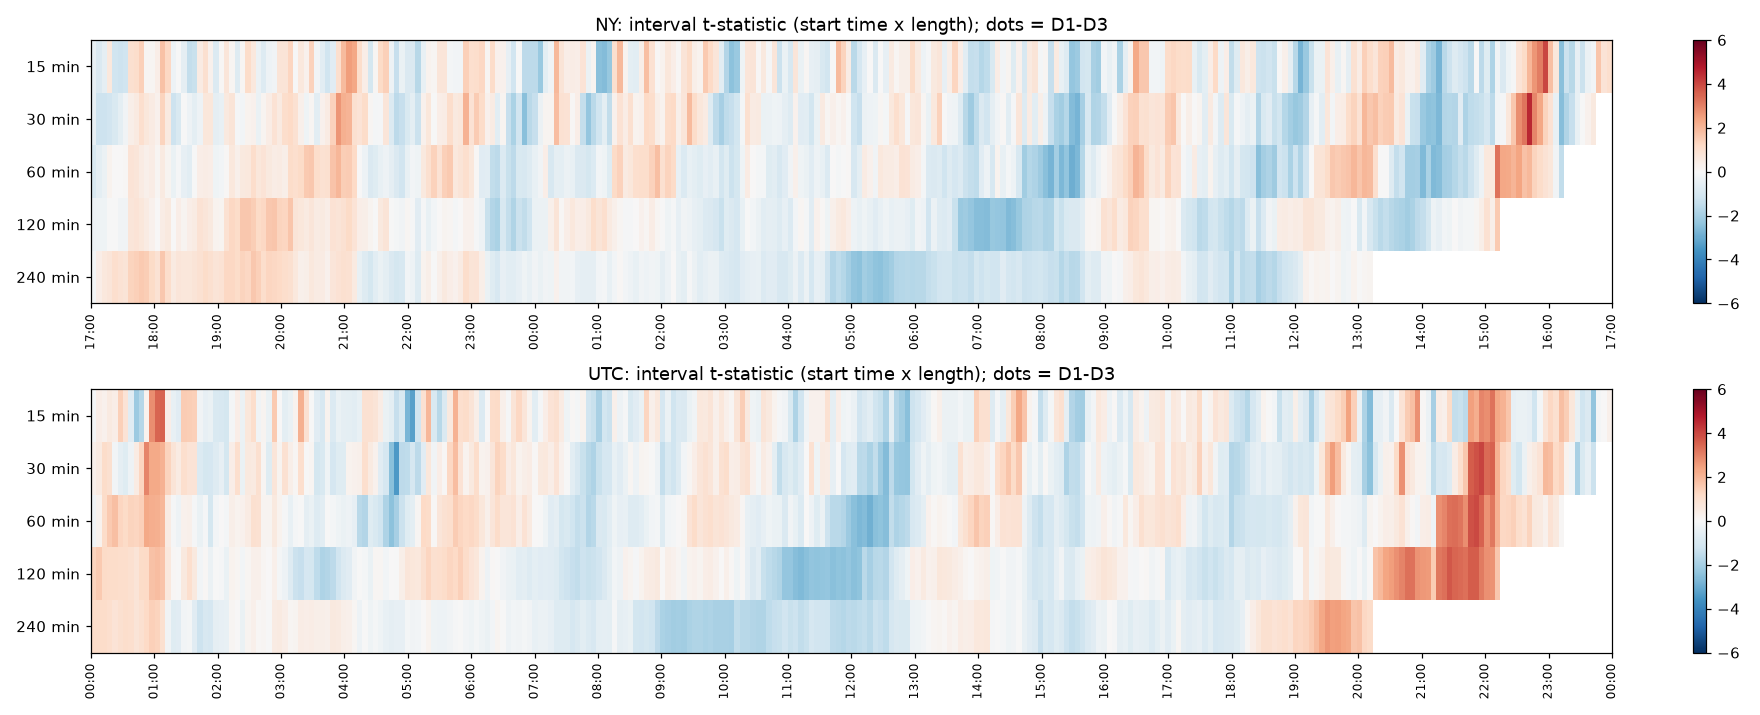 NY: interval t-statistic (start time x length); dots = D1-D3
15 min
30 min
60 min
120 min
240 min
17:00 18:00 19:00 20:00 21:00 22:00 23:00 00:00 01:00 02:00 03:00 04:00 05:00 06:00 07:00 08:00 09:00 10:00 11:00 12:00 13:00 14:00 15:00 16:00 17:00
6
4
2
0
−2
−4
−6
UTC: interval t-statistic (start time x length); dots = D1-D3
15 min
30 min
60 min
120 min
240 min
00:00 01:00 02:00 03:00 04:00 05:00 06:00 07:00 08:00 09:00 10:00 11:00 12:00 13:00 14:00 15:00 16:00 17:00 18:00 19:00 20:00 21:00 22:00 23:00 00:00
6
4
2
0
−2
−4
−6